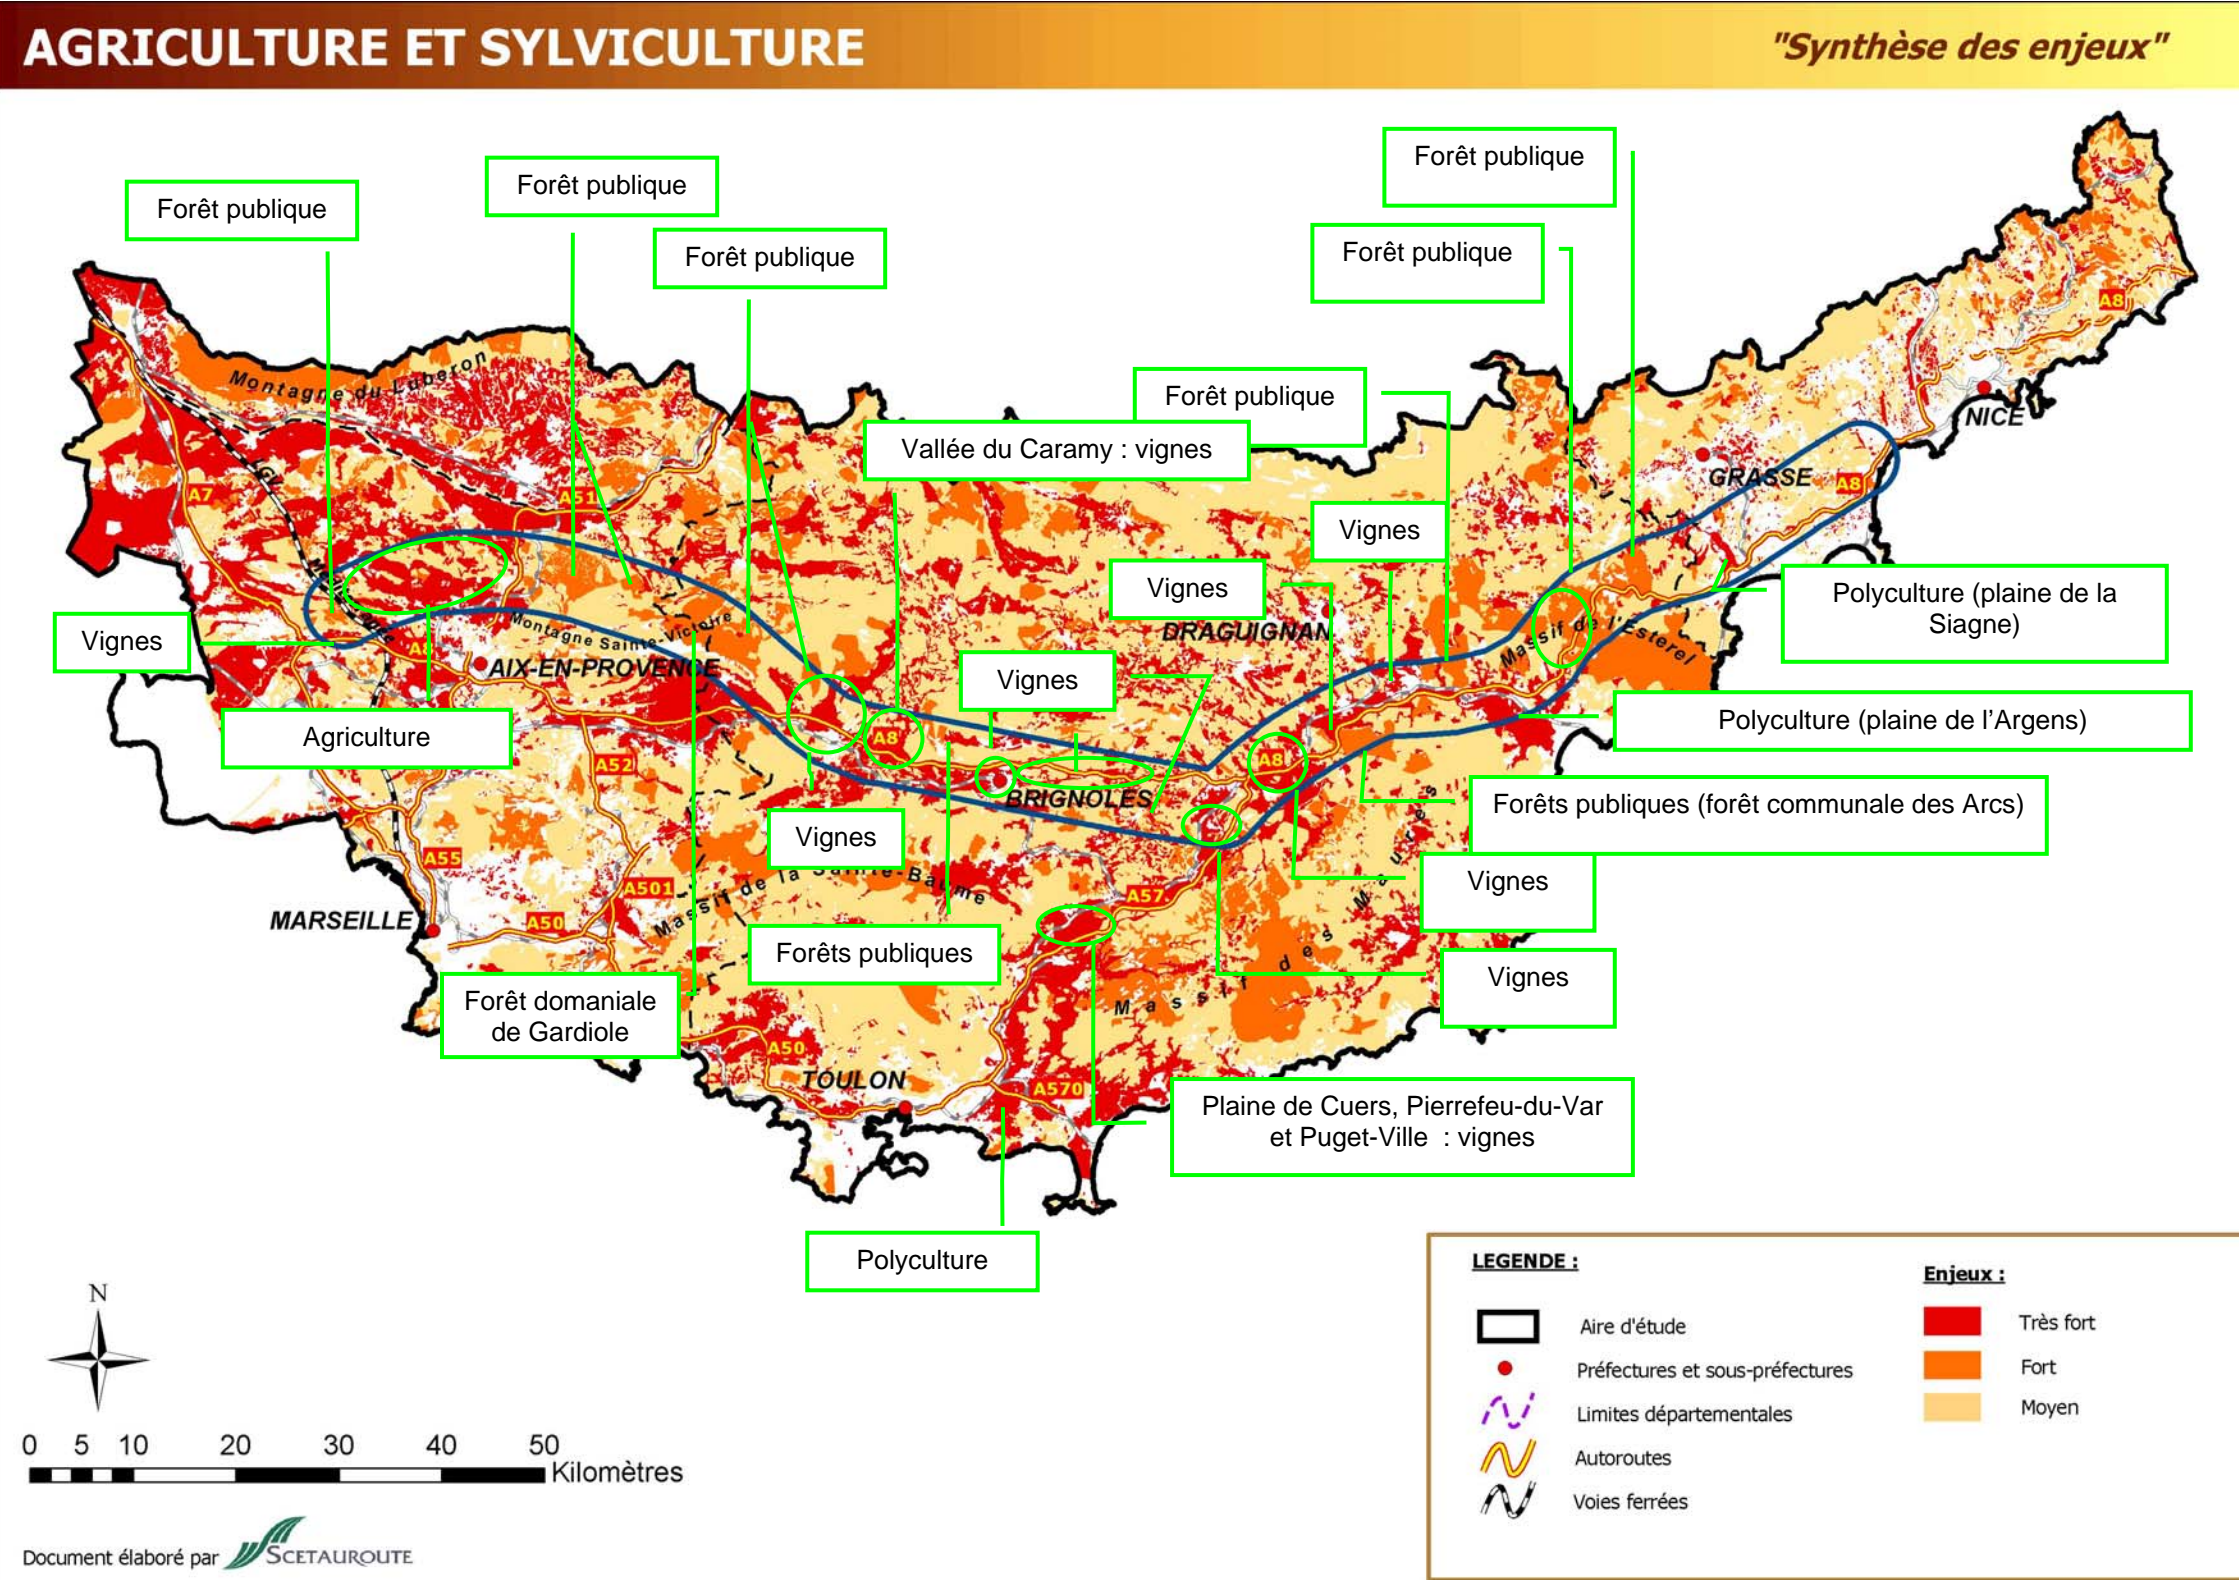 AGRICULTURE ET SYLVICULTURE
"Synthèse des enjeux"
Forêt publique
Forêt publique
Forêt publique
Forêt publique
Forêt publique
Forêt publique
Vallée du Caramy : vignes
Montagne du Luberon
NICE
GRASSE
A8
A8
A7
A51
LGV
Vignes
Vignes
Vignes
Montagne Sainte-Victoire
AIX-EN-PROVENCE
A8
DRAGUIGNAN
Massif de l'Esterel
Polyculture (plaine de la
Siagne)
Vignes
Agriculture
Polyculture (plaine de l'Argens)
A8
A8
A52
BRIGNOLES
Vignes
Forêts publiques (forêt communale des Arcs)
Vignes
A55
A501
A50
MARSEILLE
Massif de la Sainte-Baume
A57
Massif des Maures
Forêts publiques
Vignes
Forêt domaniale
de Gardiole
A50
TOULON
A570
Plaine de Cuers, Pierrefeu-du-Var
et Puget-Ville : vignes
Polyculture
N
0 5 10 20 30 40 50
Kilomètres
Document élaboré par SCETAUROUTE
LEGENDE :
Aire d'étude
Préfectures et sous-préfectures
Limites départementales
Autoroutes
Voies ferrées
Enjeux :
Très fort
Fort
Moyen